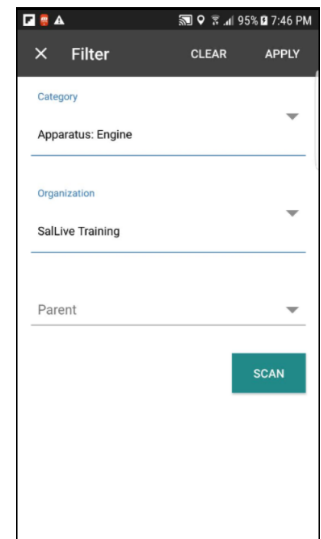 95% 7:46 PM
Filter CLEAR APPLY
Category
Apparatus: Engine
Organization
SalLive Training
Parent
SCAN